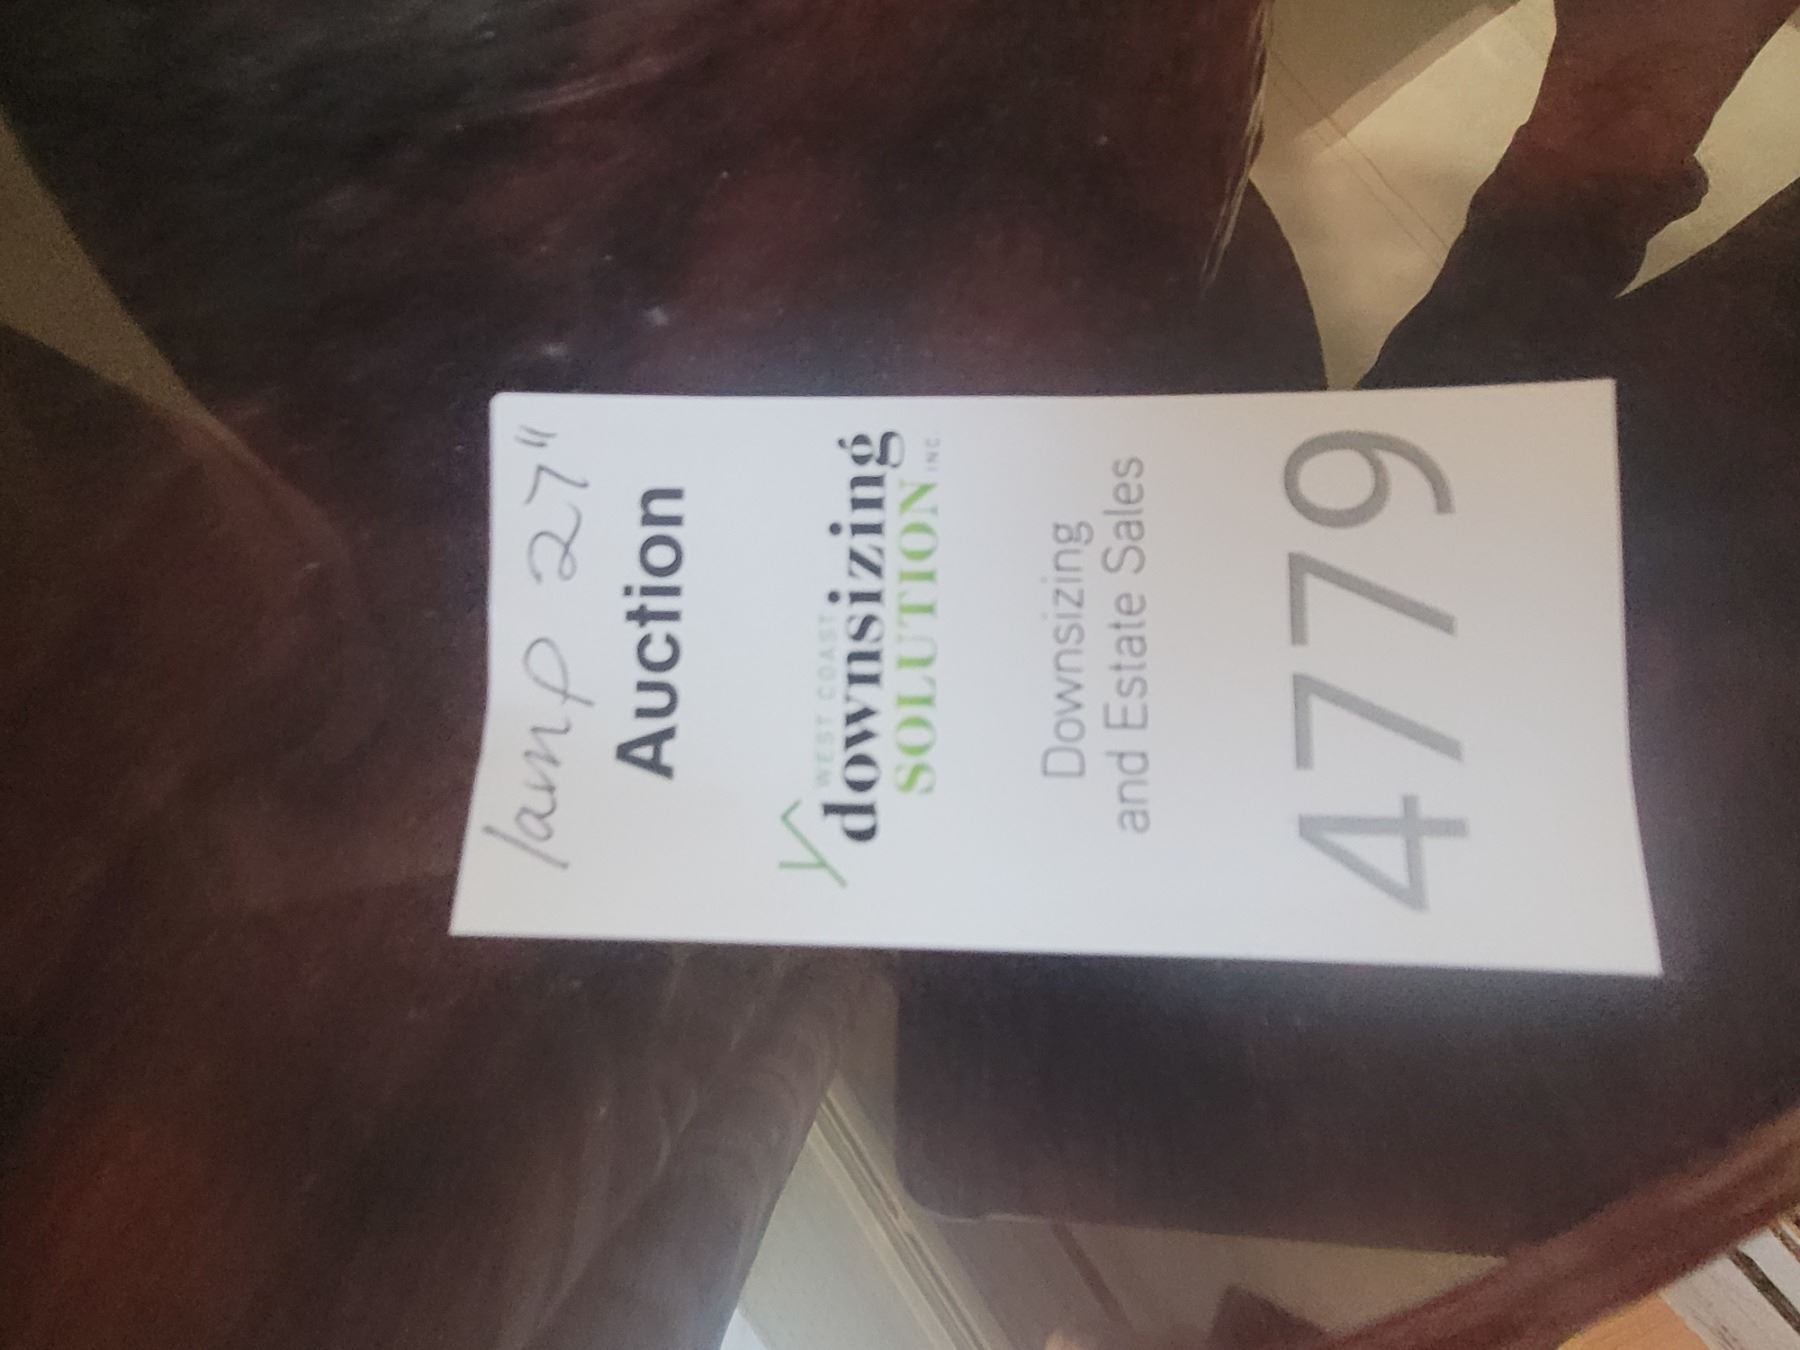 lamp 27"
Auction
WEST COAST
downsizing
SOLUTION INC.
Downsizing
and Estate Sales
4779